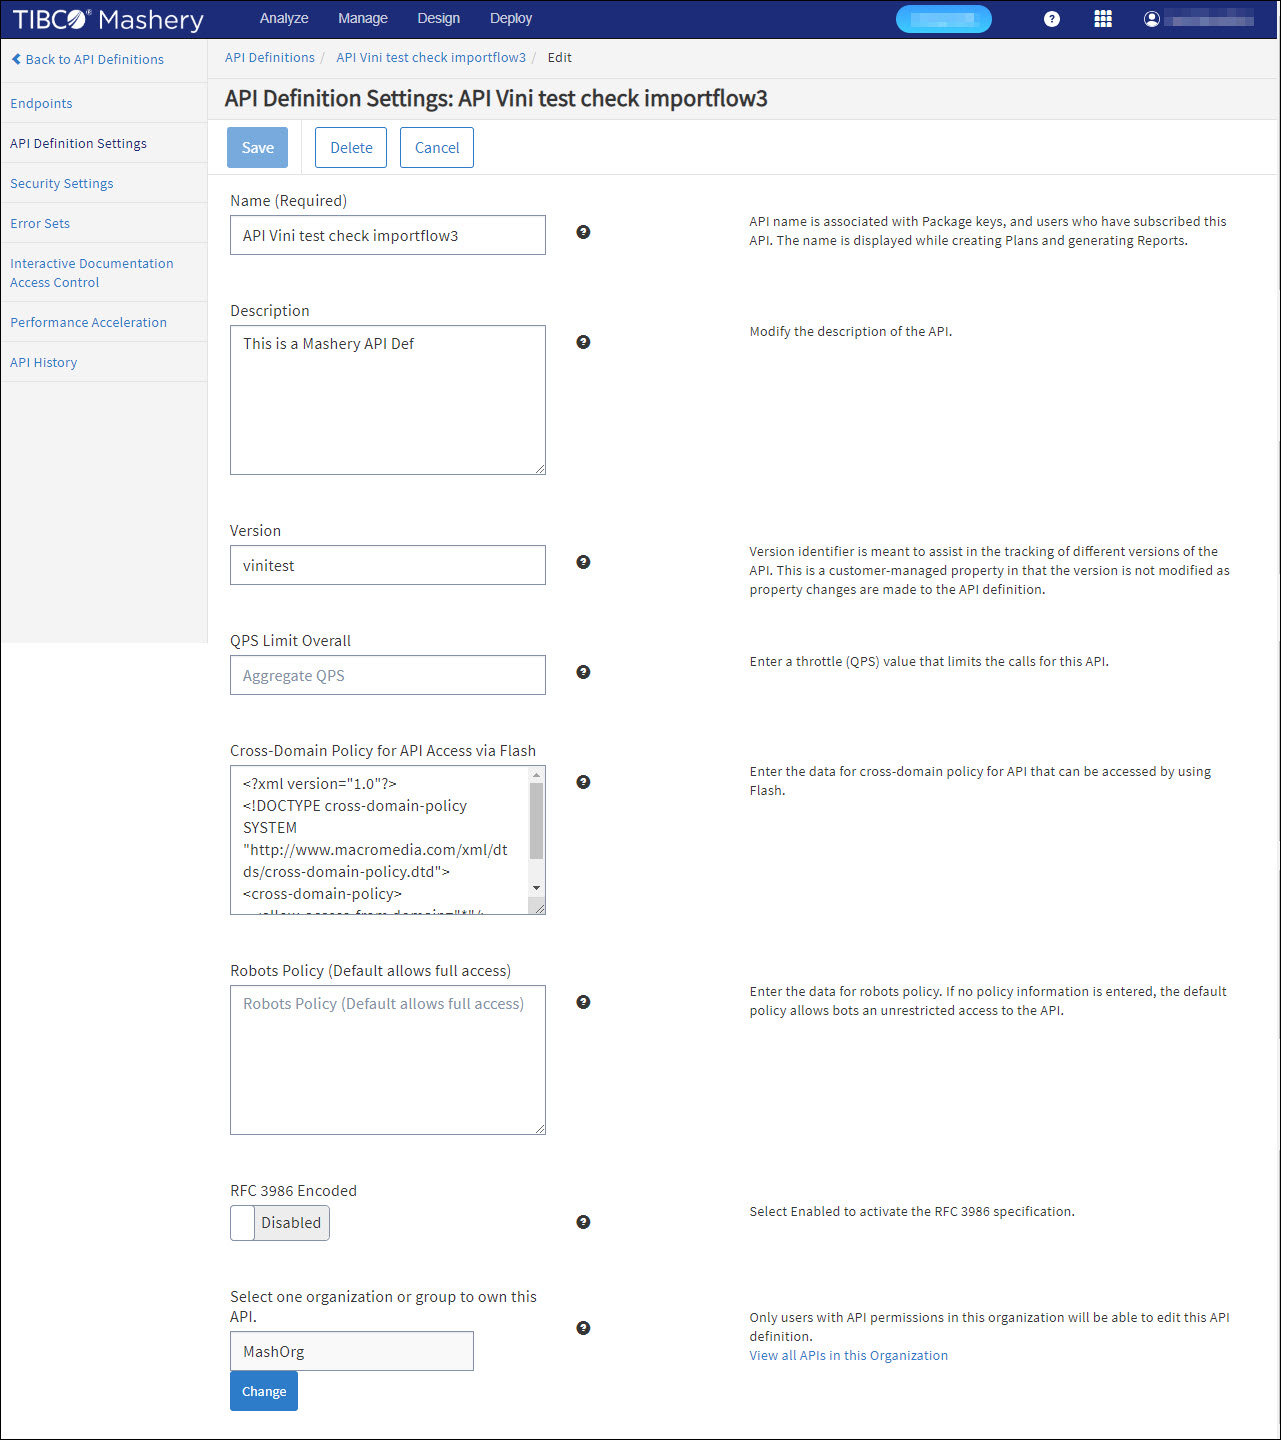 TIBCO® Mashery Analyze Manage Design Deploy
Back to API Definitions
API Definitions / API Vini test check importflow3 / Edit
Endpoints
API Definition Settings
Security Settings
Error Sets
Interactive Documentation
Access Control
Performance Acceleration
API History
API Definition Settings: API Vini test check importflow3
Save Delete Cancel
Name (Required)
API Vini test check importflow3
API name is associated with Package keys, and users who have subscribed this
API. The name is displayed while creating Plans and generating Reports.
Description
This is a Mashery API Def
Modify the description of the API.
Version
vinitest
Version identifier is meant to assist in the tracking of different versions of the
API. This is a customer-managed property in that the version is not modified as
property changes are made to the API definition.
QPS Limit Overall
Aggregate QPS
Enter a throttle (QPS) value that limits the calls for this API.
Cross-Domain Policy for API Access via Flash
<?xml version="1.0"?>
<!DOCTYPE cross-domain-policy
SYSTEM
"http://www.macromedia.com/xml/dt
ds/cross-domain-policy.dtd">
<cross-domain-policy>
<allow-access-from domain="*"/>
Enter the data for cross-domain policy for API that can be accessed by using
Flash.
Robots Policy (Default allows full access)
Robots Policy (Default allows full access)
Enter the data for robots policy. If no policy information is entered, the default
policy allows bots an unrestricted access to the API.
RFC 3986 Encoded
Disabled
Select Enabled to activate the RFC 3986 specification.
Select one organization or group to own this
API.
MashOrg
Change
Only users with API permissions in this organization will be able to edit this API
definition.
View all APIs in this Organization